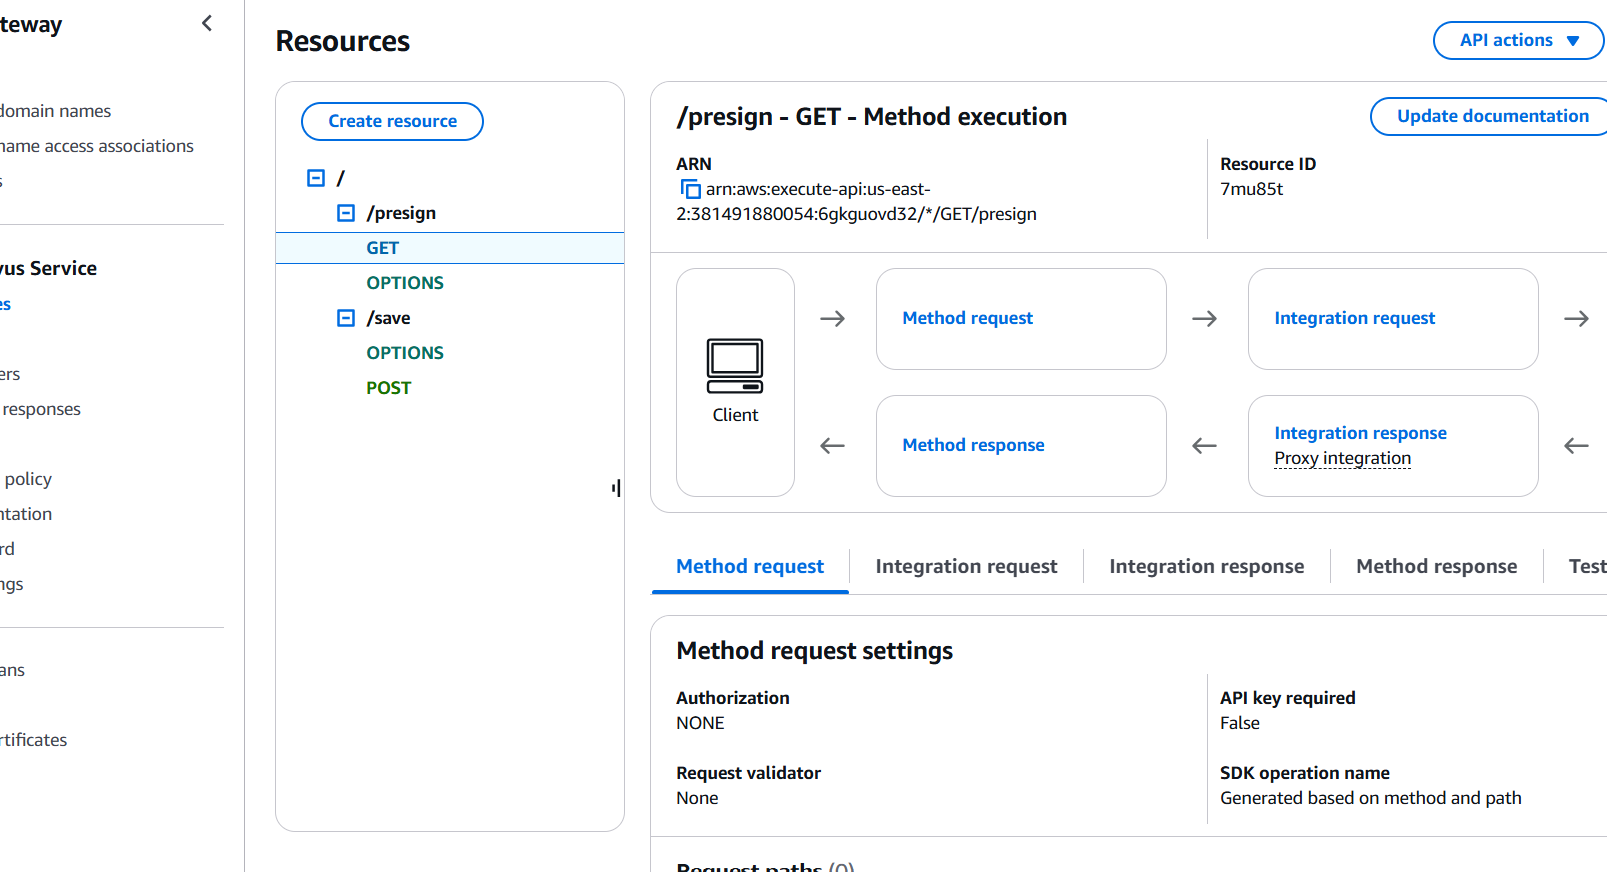 teway
domain names
name access associations
s
vus Service
es
ers
responses
policy
ntation
rd
ngs
ans
rtificates
Resources
API actions
Create resource
/
/presign
GET
OPTIONS
/save
OPTIONS
POST
/presign - GET - Method execution
Update documentation
ARN
arn:aws:execute-api:us-east-
2:381491880054:6gkguovd32/*/GET/presign
Resource ID
7mu85t
Client
Method request
Integration request
Method response
Integration response
Proxy integration
Method request
Integration request
Integration response
Method response
Test
Method request settings
Authorization
NONE
API key required
False
Request validator
None
SDK operation name
Generated based on method and path
Request paths (0)